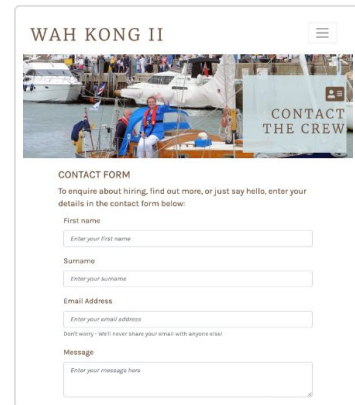 WAH KONG II
CONTACT
THE CREW
CONTACT FORM
To enquire about hiring, find out more, or just say hello, enter your
details in the contact form below:
First name
Enter your first name
Surname
Enter your surname
Email Address
Enter your email address
Don't worry - We'll never share your email with anyone else!
Message
Enter your message here